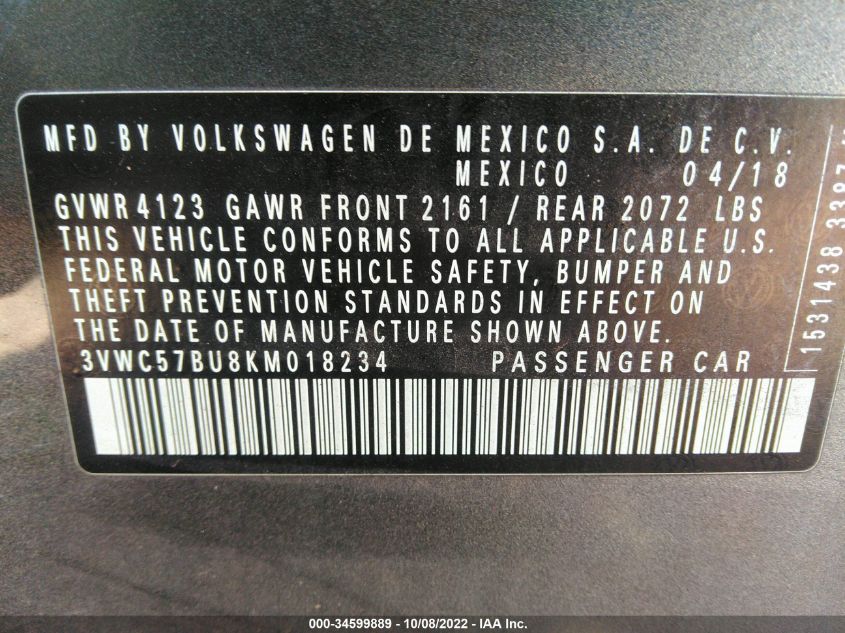 MFD BY VOLKSWAGEN DE MEXICO S.A. DE C.V.
MEXICO 04/18
GVWR 4123 GAWR FRONT 2161 / REAR 2072 LBS
THIS VEHICLE CONFORMS TO ALL APPLICABLE U.S.
FEDERAL MOTOR VEHICLE SAFETY, BUMPER AND
THEFT PREVENTION STANDARDS IN EFFECT ON
THE DATE OF MANUFACTURE SHOWN ABOVE.
3VWC57BU8KM018234 PASSENGER CAR
1531438
000-34599889 - 10/08/2022 - IAA Inc.